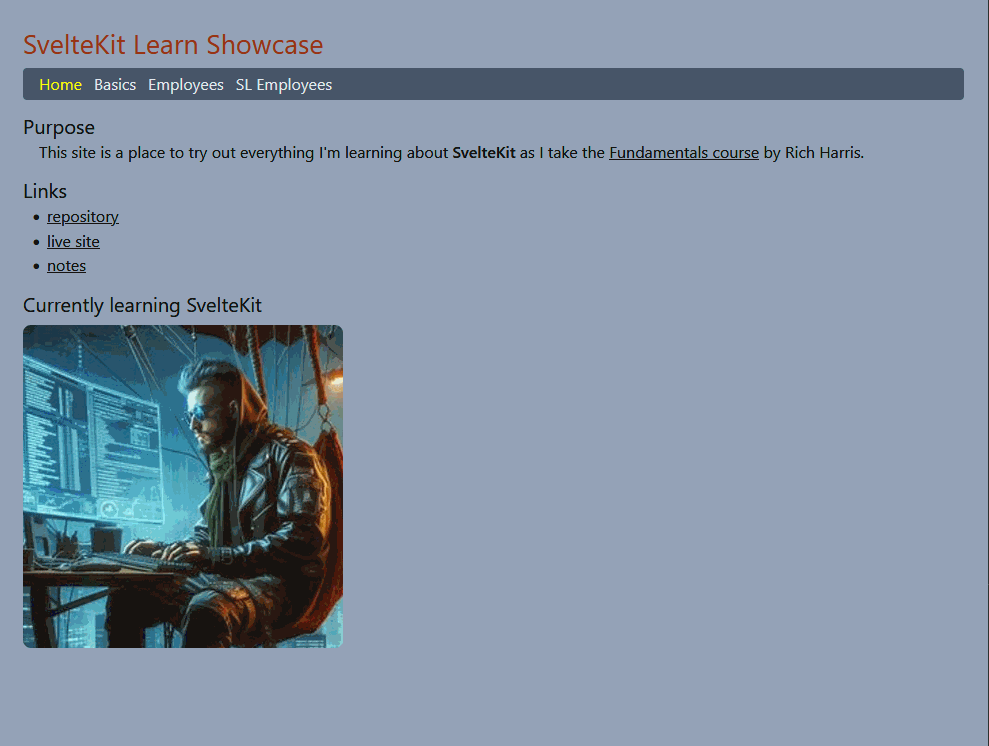 SvelteKit Learn Showcase
Home Basics Employees SL Employees
Purpose
This site is a place to try out everything I'm learning about SvelteKit as I take the Fundamentals course by Rich Harris.
Links
• repository
• live site
• notes
Currently learning SvelteKit